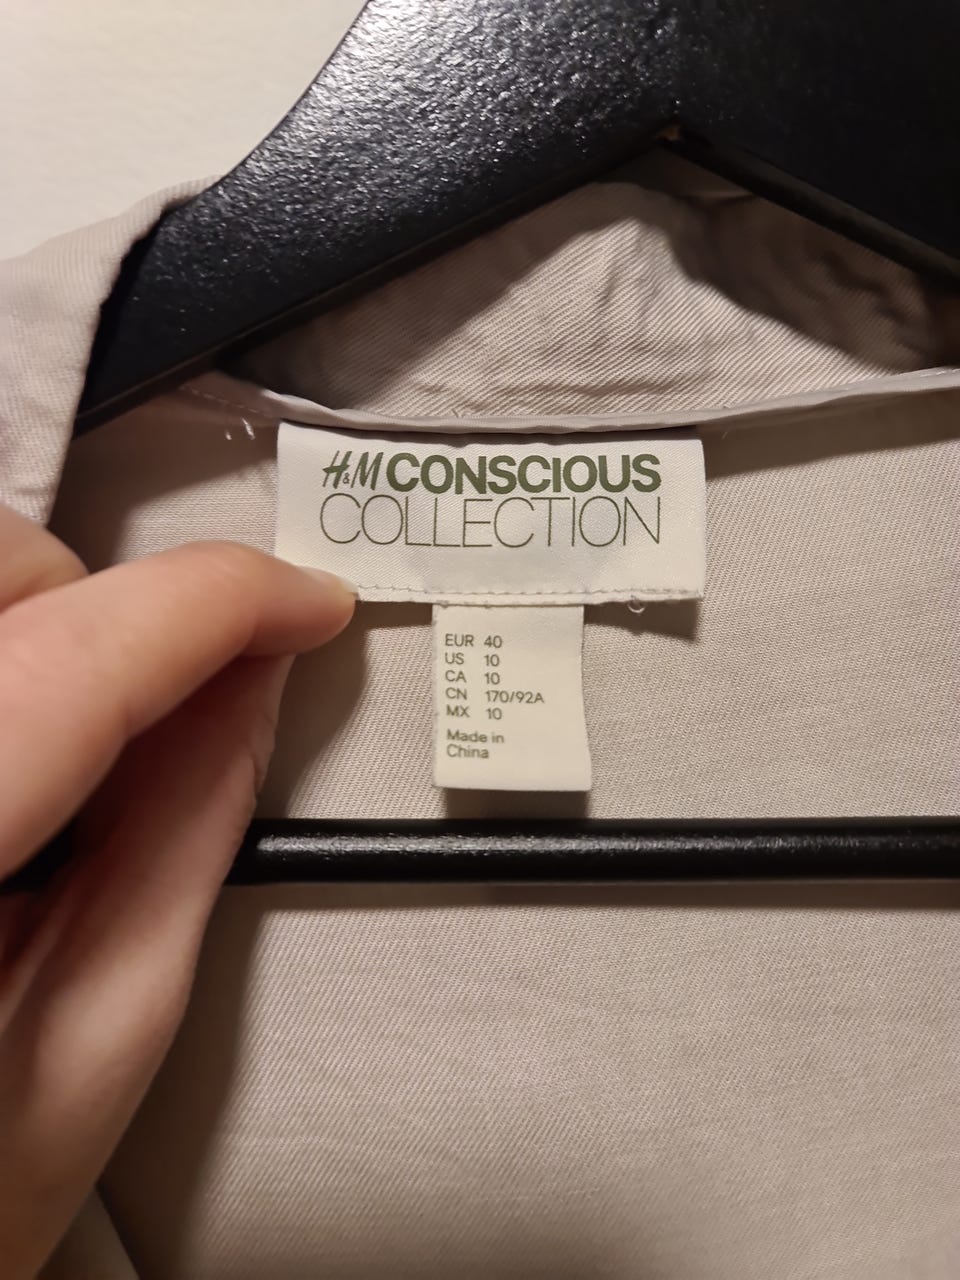 H&M CONSCIOUS
COLLECTION
EUR 40
US 10
CA 10
CN 170/92A
MX 10
Made in
China